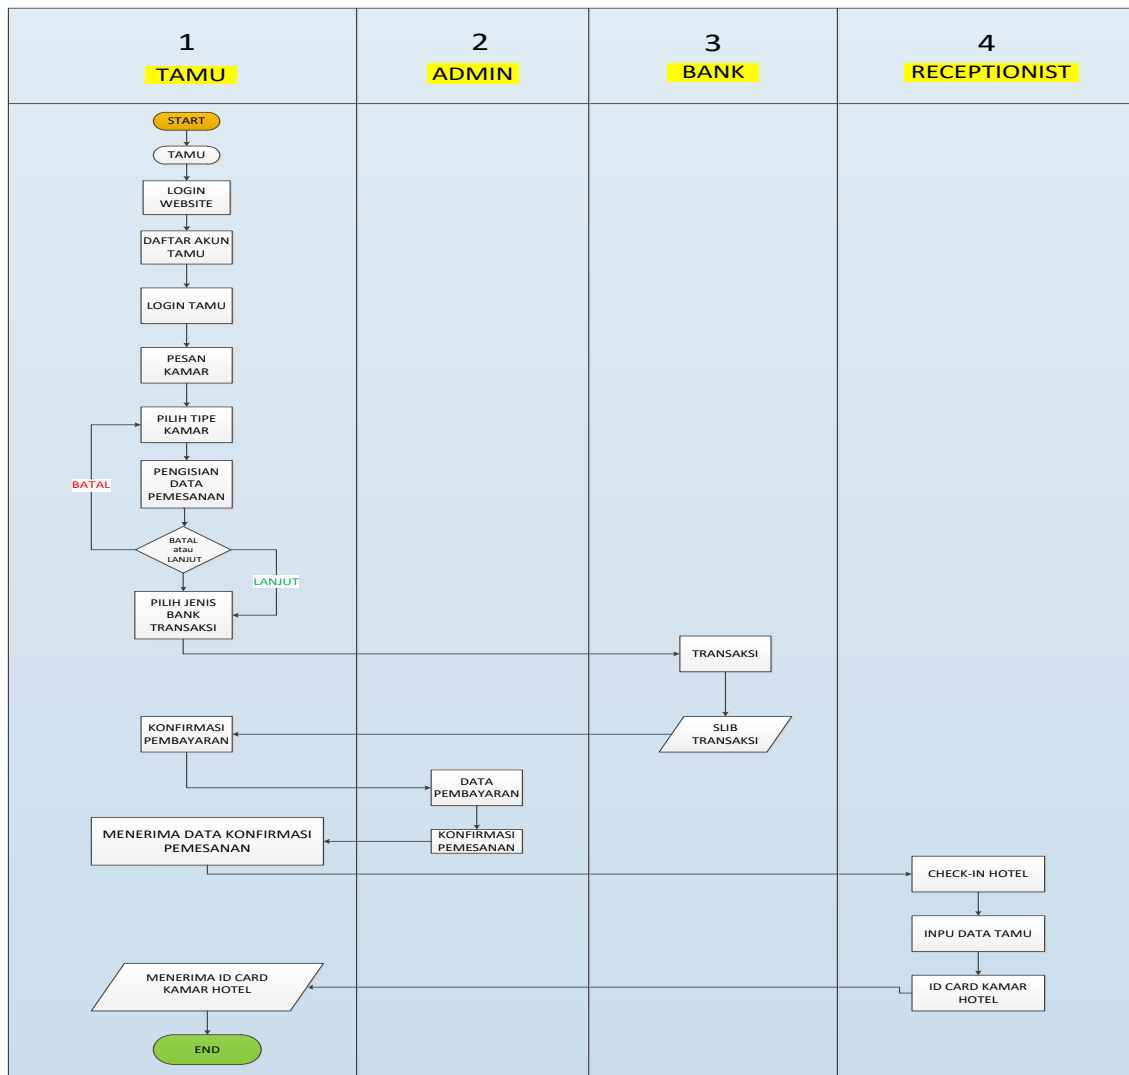 1
TAMU
2
ADMIN
3
BANK
4
RECEPTIONIST
START
TAMU
LOGIN
WEBSITE
DAFTAR AKUN
TAMU
LOGIN TAMU
PESAN
KAMAR
PILIH TIPE
KAMAR
PENGISIAN
DATA
PEMESANAN
BATAL
BATAL
atau
LANJUT
LANJUT
PILIH JENIS
BANK
TRANSAKSI
TRANSAKSI
SLIB
TRANSAKSI
KONFIRMASI
PEMBAYARAN
DATA
PEMBAYARAN
KONFIRMASI
PEMESANAN
MENERIMA DATA KONFIRMASI
PEMESANAN
CHECK-IN HOTEL
INPU DATA TAMU
ID CARD KAMAR
HOTEL
MENERIMA ID CARD
KAMAR HOTEL
END